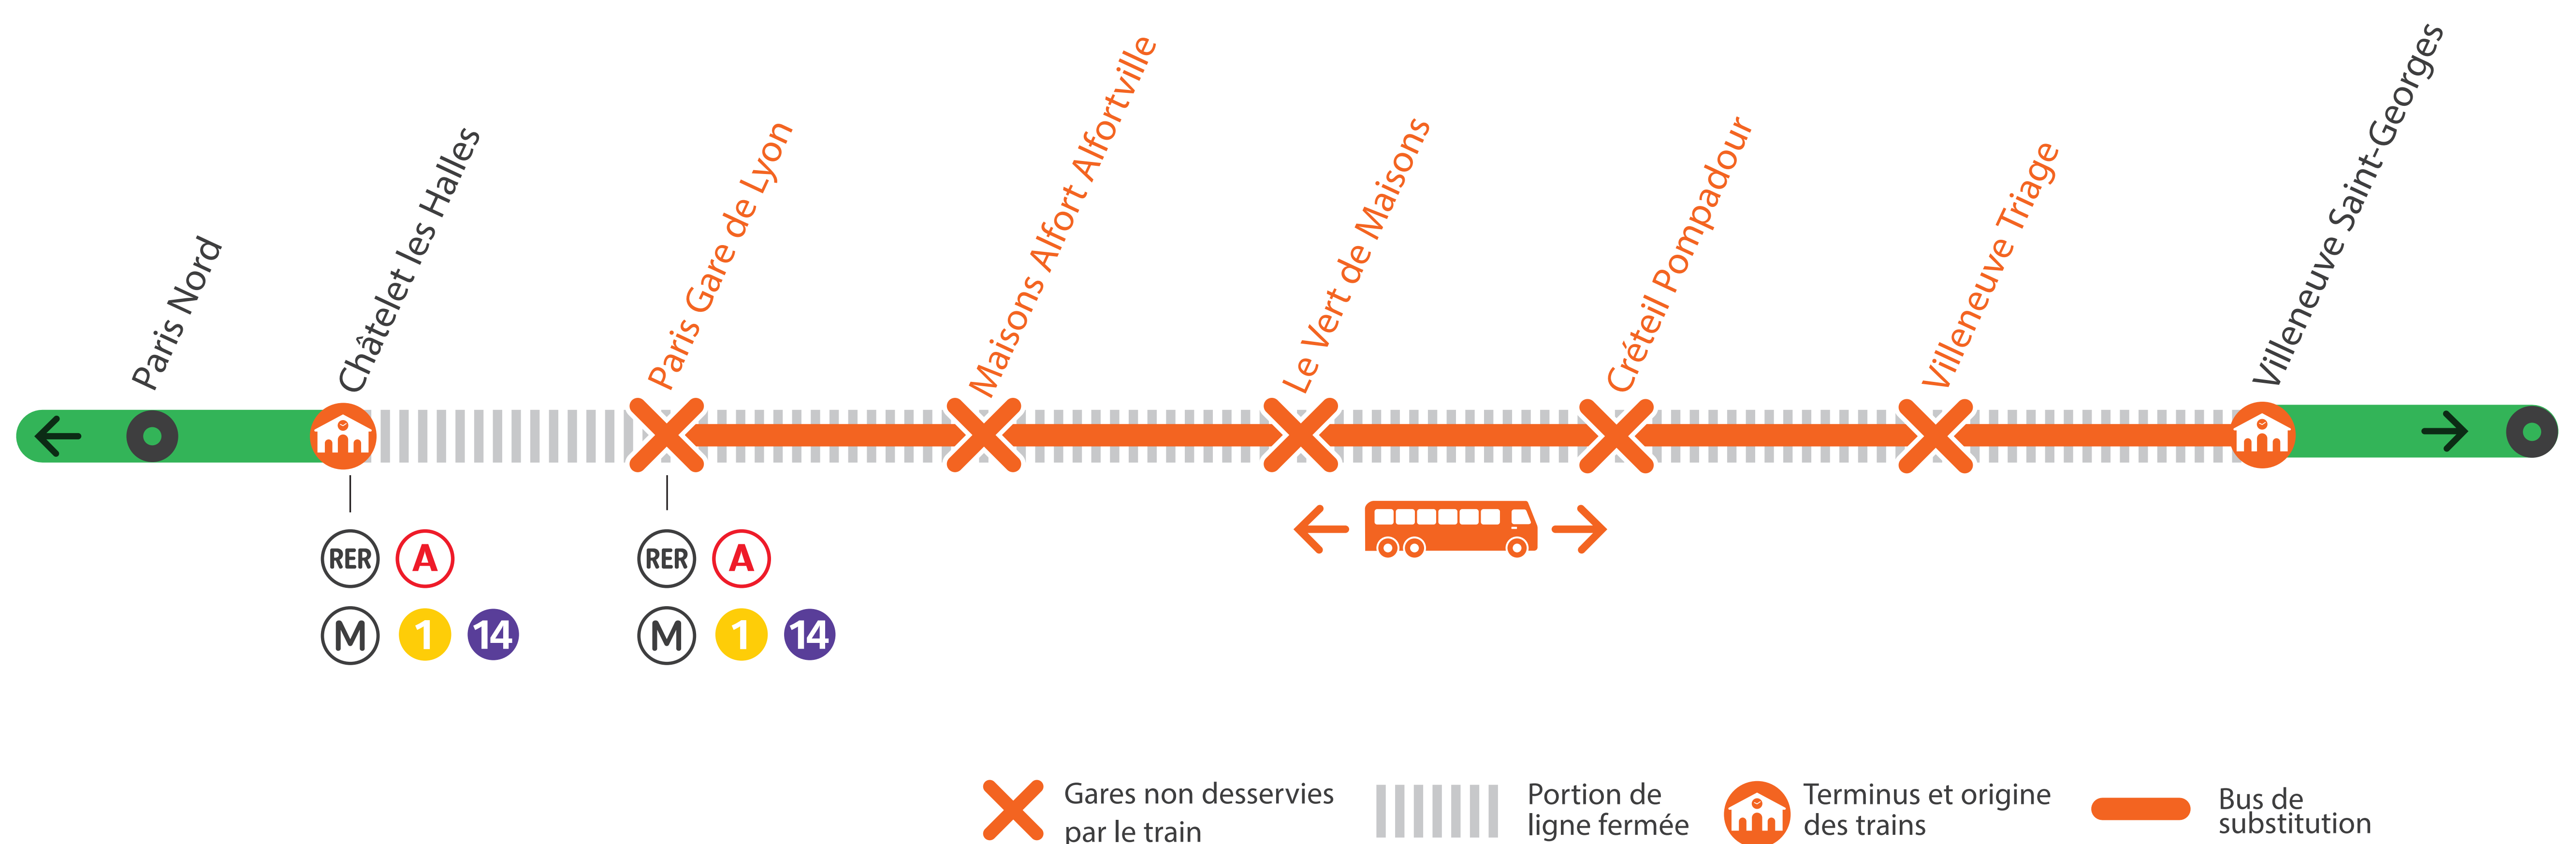 Paris Nord
Châtelet les Halles
Paris Gare de Lyon
Maisons Alfort Alfortville
Le Vert de Maisons
Créteil Pompadour
Villeneuve Triage
Villeneuve Saint-Georges
RER A
M 1 14
RER A
M 1 14
Gares non desservies
par le train
Portion de
ligne fermée
Terminus et origine
des trains
Bus de
substitution